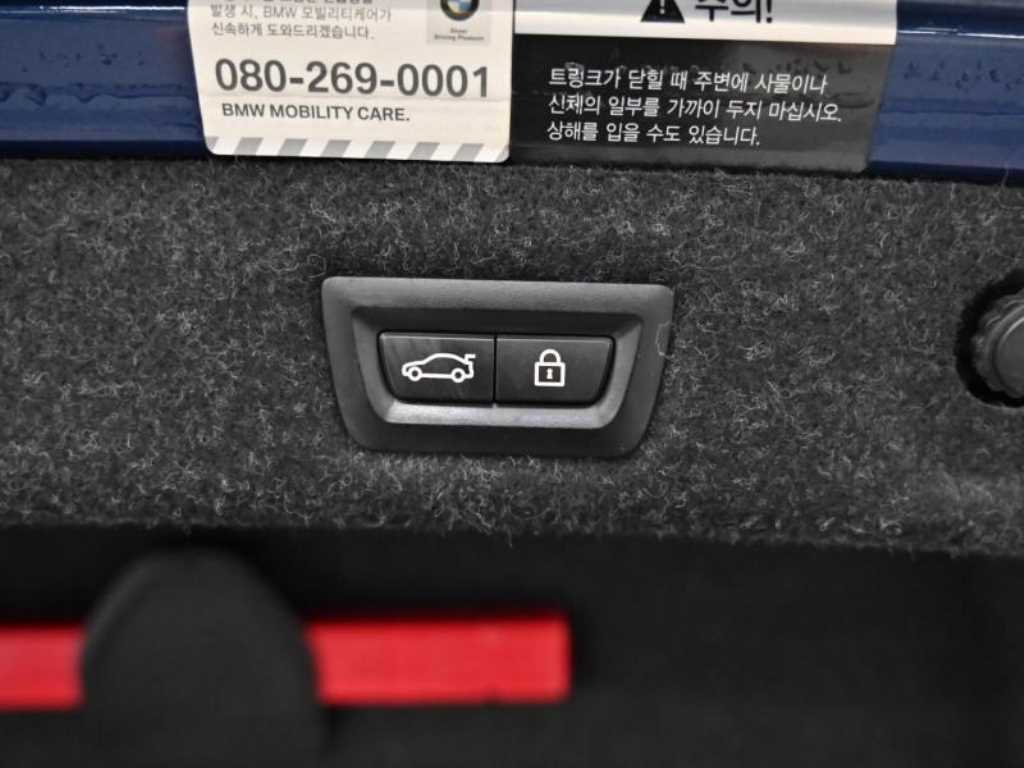 발생 시, BMW 모빌리티케어가
신속하게 도와드리겠습니다.
080-269-0001
BMW MOBILITY CARE.
주의!
트렁크가 닫힐 때 주변에 사물이나
신체의 일부를 가까이 두지 마십시오.
상해를 입을 수도 있습니다.